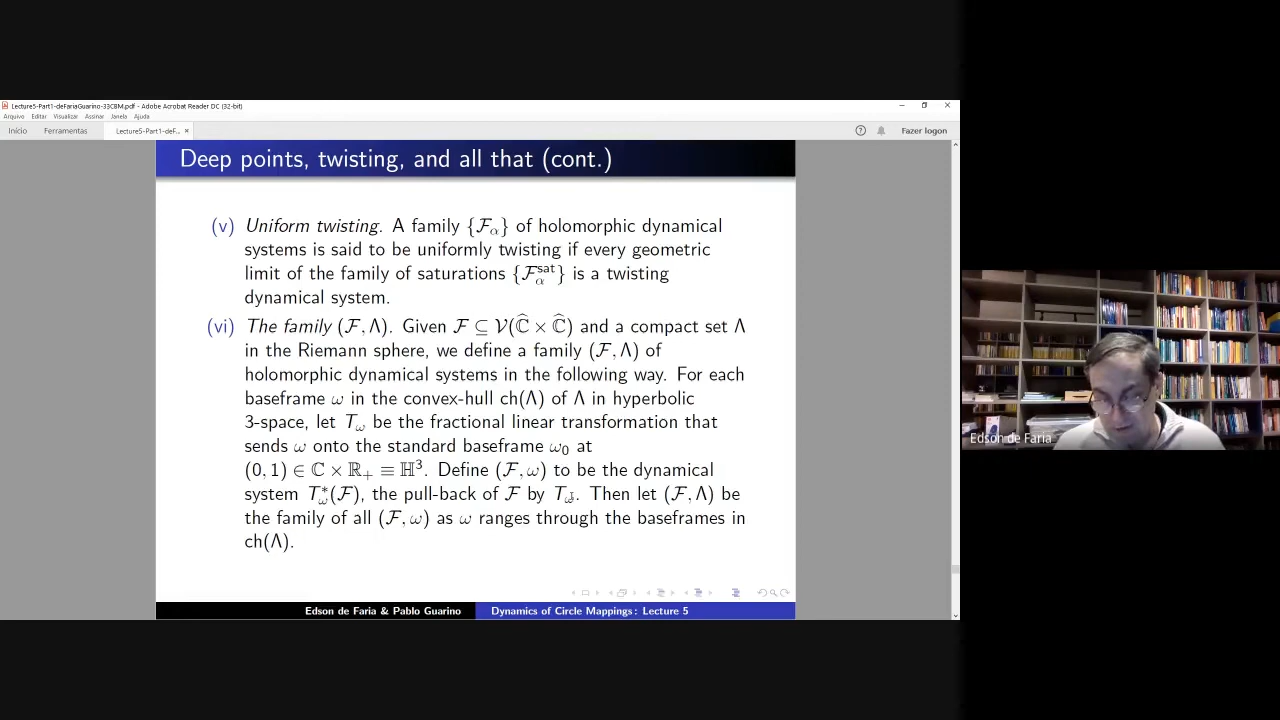 Lecture5-Part1-deFariaGuarino-33CBM.pdf - Adobe Acrobat Reader DC (32-bit)
Arquivo Editar Visualizar Assinar Janela Ajuda
Início Ferramentas Lecture5-Part1-deF... × Fazer logon
Deep points, twisting, and all that (cont.)
(v) Uniform twisting. A family {𝓕α} of holomorphic dynamical
systems is said to be uniformly twisting if every geometric
limit of the family of saturations {𝓕α^sat} is a twisting
dynamical system.
(vi) The family (𝓕, Λ). Given 𝓕 ⊆ 𝒱(Ĉ × Ĉ) and a compact set Λ
in the Riemann sphere, we define a family (𝓕, Λ) of
holomorphic dynamical systems in the following way. For each
baseframe ω in the convex-hull ch(Λ) of Λ in hyperbolic
3-space, let T_ω be the fractional linear transformation that
sends ω onto the standard baseframe ω₀ at
(0, 1) ∈ ℂ × ℝ₊ ≡ ℍ³. Define (𝓕, ω) to be the dynamical
system T*_ω(𝓕), the pull-back of 𝓕 by T_ω. Then let (𝓕, Λ) be
the family of all (𝓕, ω) as ω ranges through the baseframes in
ch(Λ).
Edson de Faria & Pablo Guarino Dynamics of Circle Mappings: Lecture 5
Edson de Faria